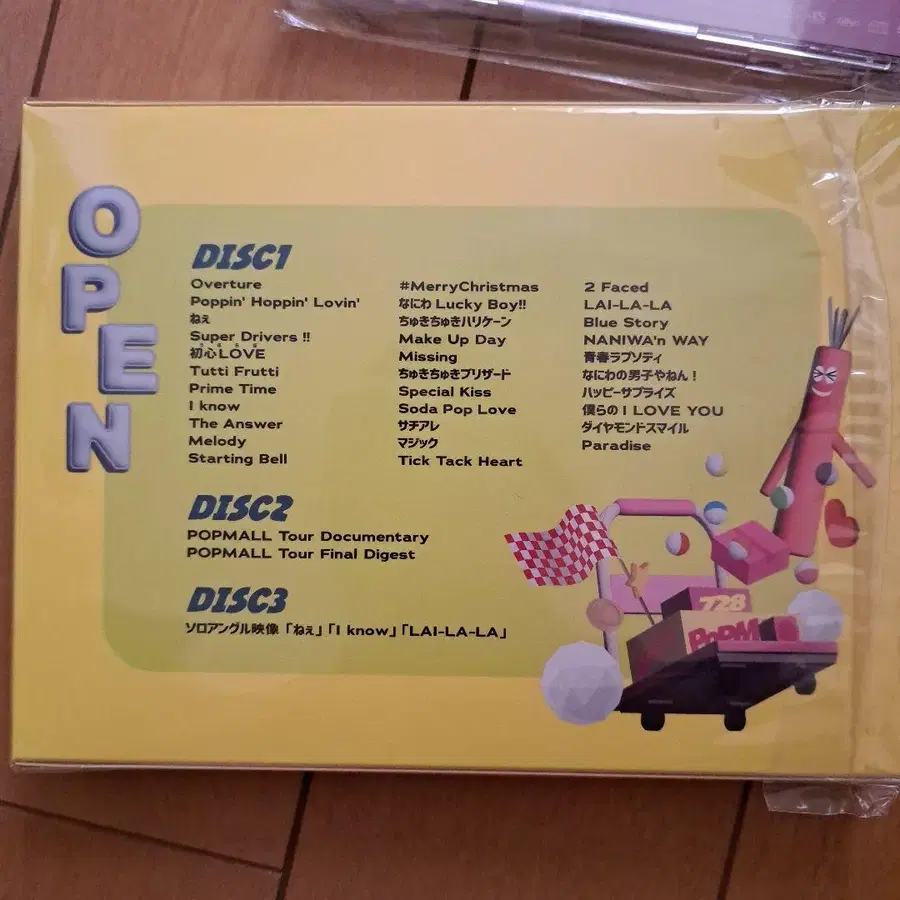 OPEN
DISC1
Overture
Poppin' Hoppin' Lovin'
ねぇ
Super Drivers !!
初心LOVE
Tutti Frutti
Prime Time
I know
The Answer
Melody
Starting Bell
#MerryChristmas
なにわ Lucky Boy!!
ちゅきちゅきハリケーン
Make Up Day
Missing
ちゅきちゅきブリザード
Special Kiss
Soda Pop Love
サチアレ
マジック
Tick Tack Heart
2 Faced
LAI-LA-LA
Blue Story
NANIWA'n WAY
青春ラプソディ
なにわの男子やねん!
ハッピーサプライズ
僕らの I LOVE YOU
ダイヤモンドスマイル
Paradise
DISC2
POPMALL Tour Documentary
POPMALL Tour Final Digest
DISC3
ソロアングル映像「ねぇ」「I know」「LAI-LA-LA」
728
POPM